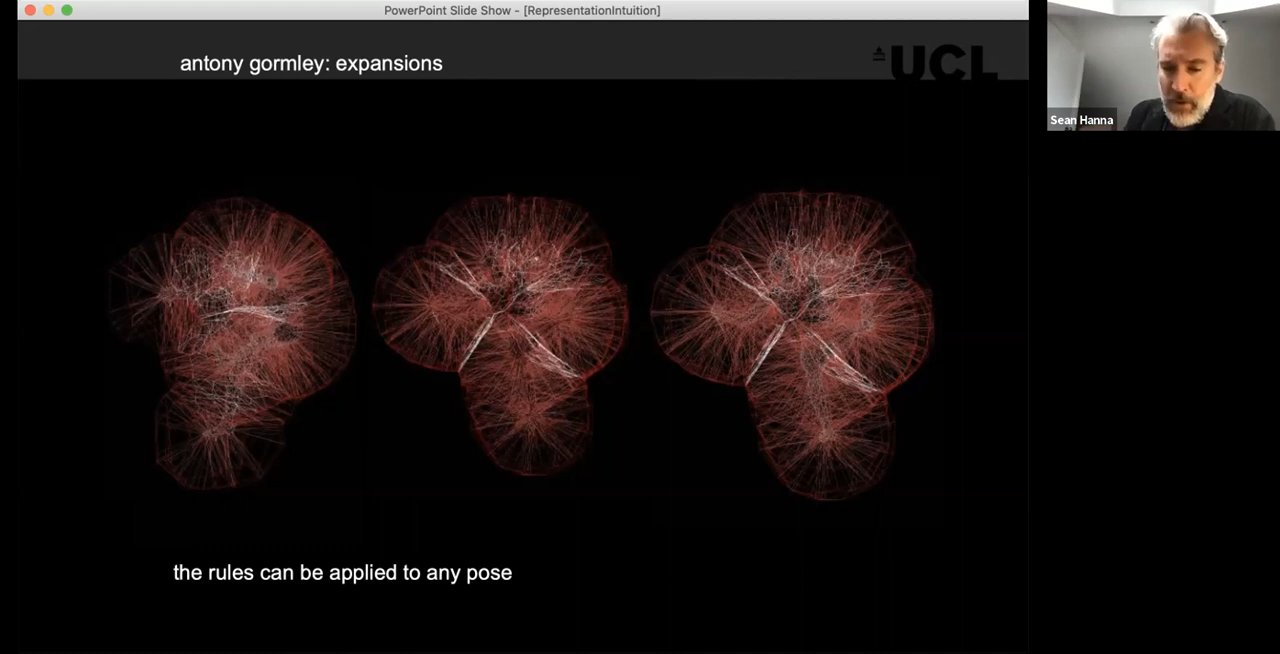 PowerPoint Slide Show - [RepresentationIntuition]
antony gormley: expansions
UCL
Sean Hanna
the rules can be applied to any pose